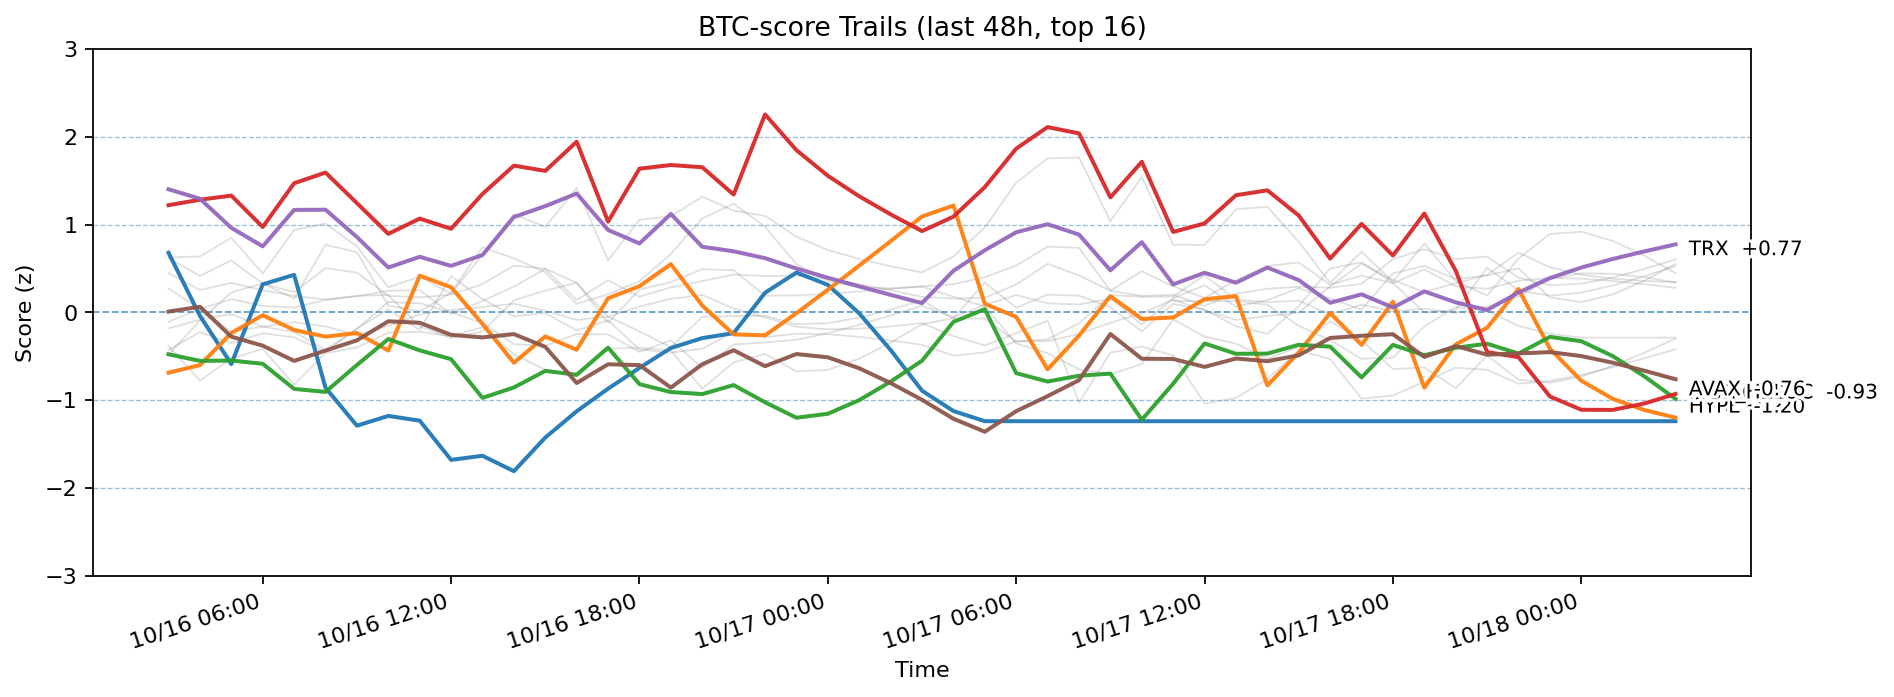 BTC-score Trails (last 48h, top 16)
3
2
1
0
−1
−2
−3
Score (z)
TRX +0.77
AVAX -0.76
-0.93
HYPE -1.20
10/16 06:00
10/16 12:00
10/16 18:00
10/17 00:00
10/17 06:00
10/17 12:00
10/17 18:00
10/18 00:00
Time